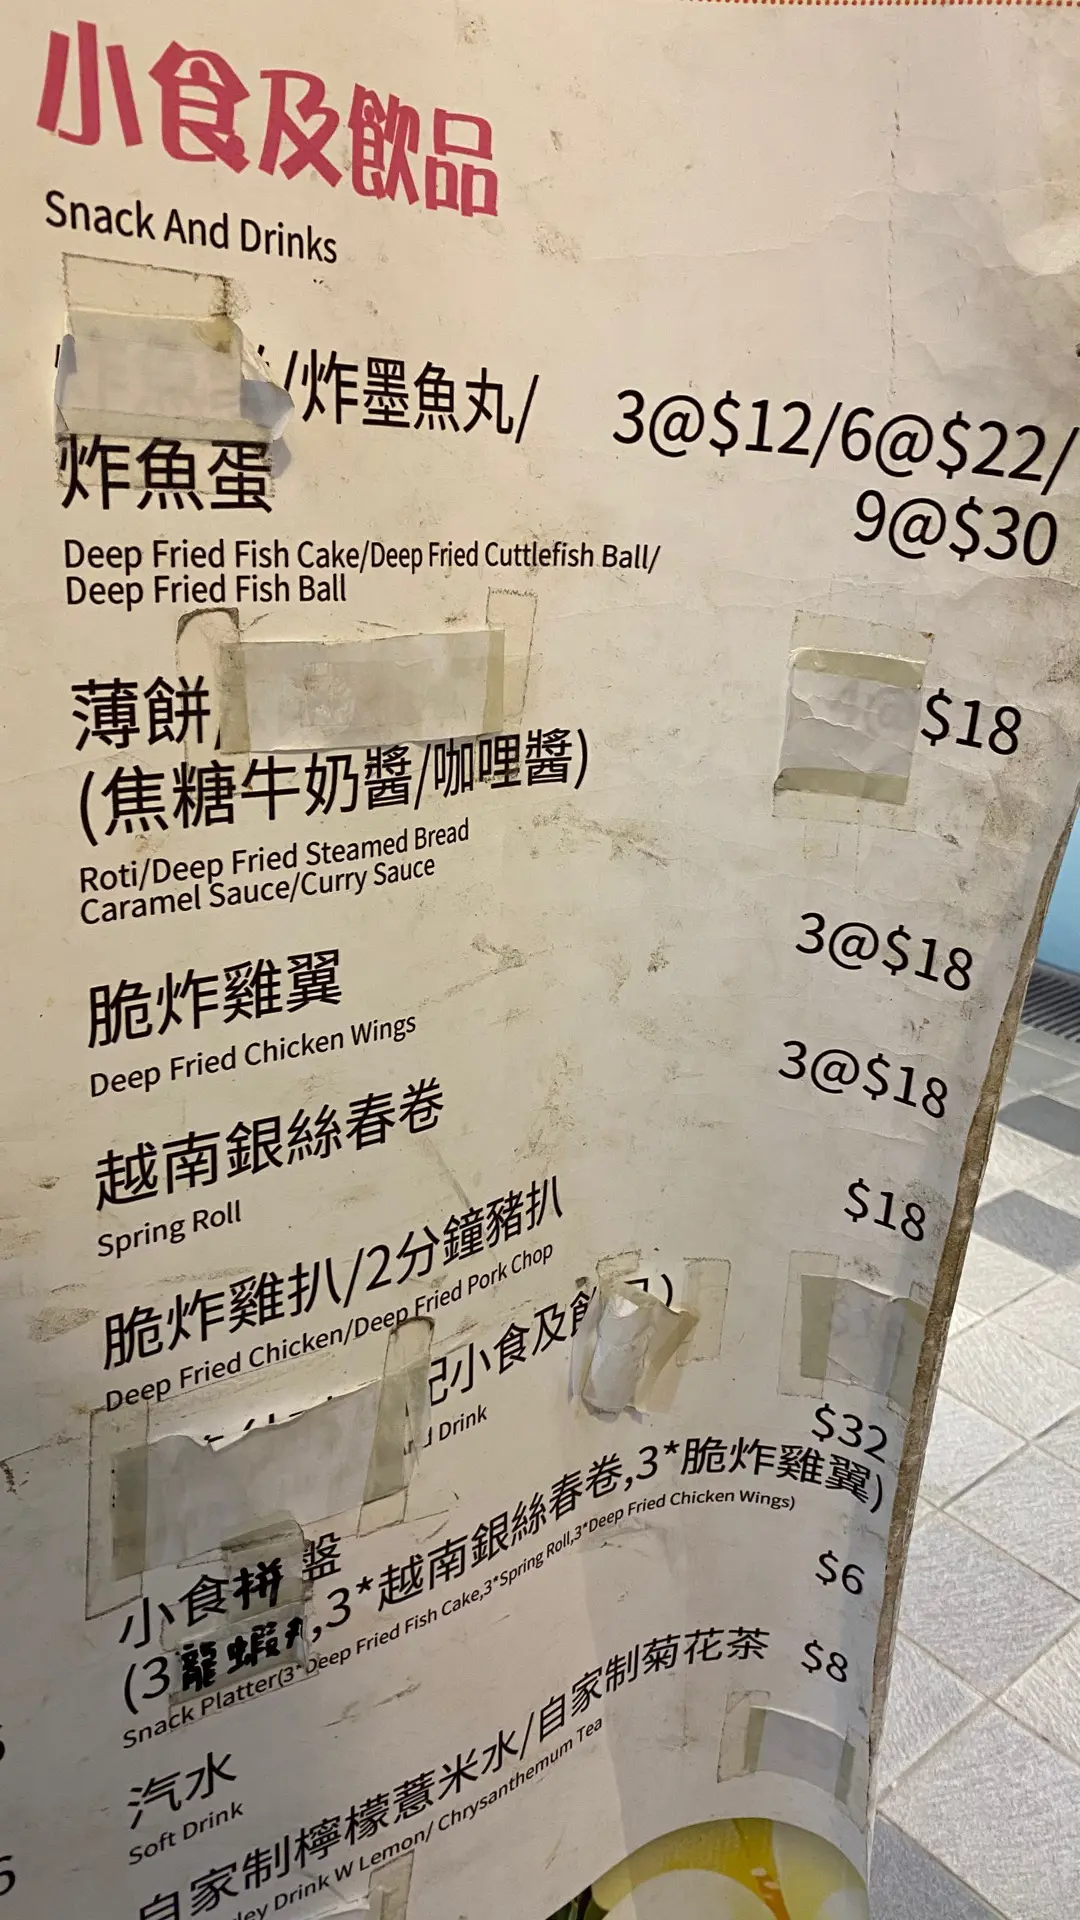 小食及飲品
Snack And Drinks
/炸墨魚丸/ 3@$12/6@$22/
炸魚蛋 9@$30
Deep Fried Fish Cake/Deep Fried Cuttlefish Ball/
Deep Fried Fish Ball
薄餅/ $18
(焦糖牛奶醬/咖哩醬)
Roti/Deep Fried Steamed Bread
Caramel Sauce/Curry Sauce
脆炸雞翼 3@$18
Deep Fried Chicken Wings
越南銀絲春卷 3@$18
Spring Roll
脆炸雞扒/2分鐘豬扒 $18
Deep Fried Chicken/Deep Fried Pork Chop
配小食及飲 )
Drink
小食拼盤 $32
(3龍蝦丸,3*越南銀絲春卷,3*脆炸雞翼)
Snack Platter(3*Deep Fried Fish Cake,3*Spring Roll,3*Deep Fried Chicken Wings)
汽水 $6
Soft Drink
自家制檸檬薏米水/自家制菊花茶 $8
ley Drink W Lemon/ Chrysanthemum Tea